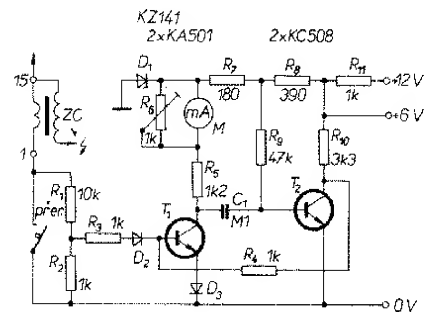 KZ141
2xKA501
2xKC508
15
D1
R7
R8
R11
+12V
180
390
1k
ZC
R6
mA
M
+6V
1k
R9
R10
1
47k
3k3
R5
1k2
R1
10k
C1
T1
T2
M1
přer.
R3
1k
D2
R4
1k
R2
1k
D3
0V